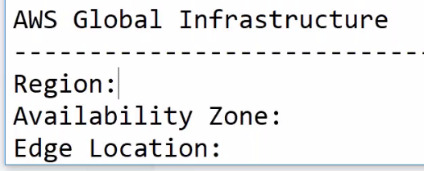 AWS Global Infrastructure
-----------------------------
Region:
Availability Zone:
Edge Location: